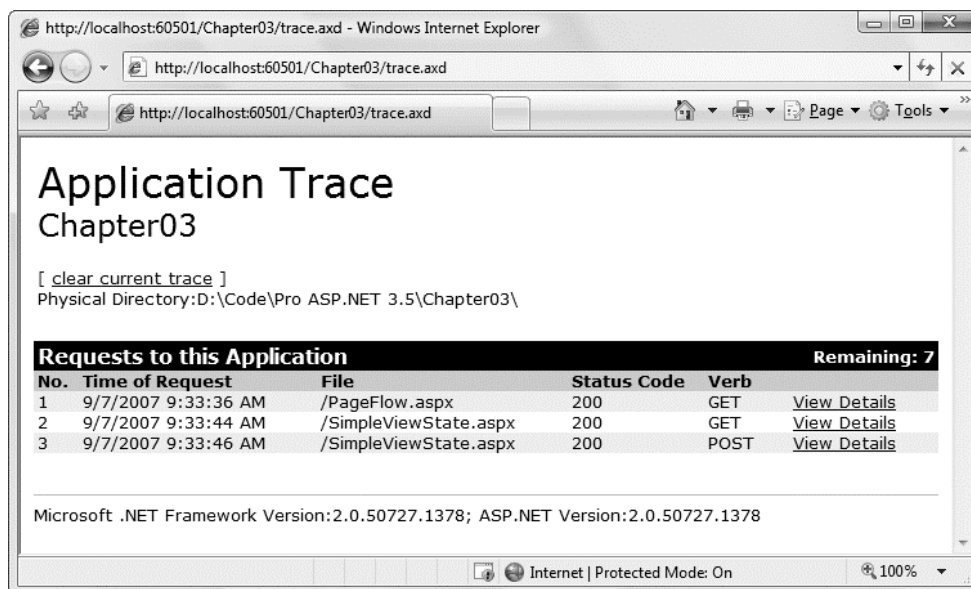 http://localhost:60501/Chapter03/trace.axd - Windows Internet Explorer
http://localhost:60501/Chapter03/trace.axd
http://localhost:60501/Chapter03/trace.axd Page Tools
Application Trace
Chapter03
[ clear current trace ]
Physical Directory:D:\Code\Pro ASP.NET 3.5\Chapter03\
Requests to this Application Remaining: 7
No. Time of Request File Status Code Verb
1 9/7/2007 9:33:36 AM /PageFlow.aspx 200 GET View Details
2 9/7/2007 9:33:44 AM /SimpleViewState.aspx 200 GET View Details
3 9/7/2007 9:33:46 AM /SimpleViewState.aspx 200 POST View Details
Microsoft .NET Framework Version:2.0.50727.1378; ASP.NET Version:2.0.50727.1378
Internet | Protected Mode: On 100%